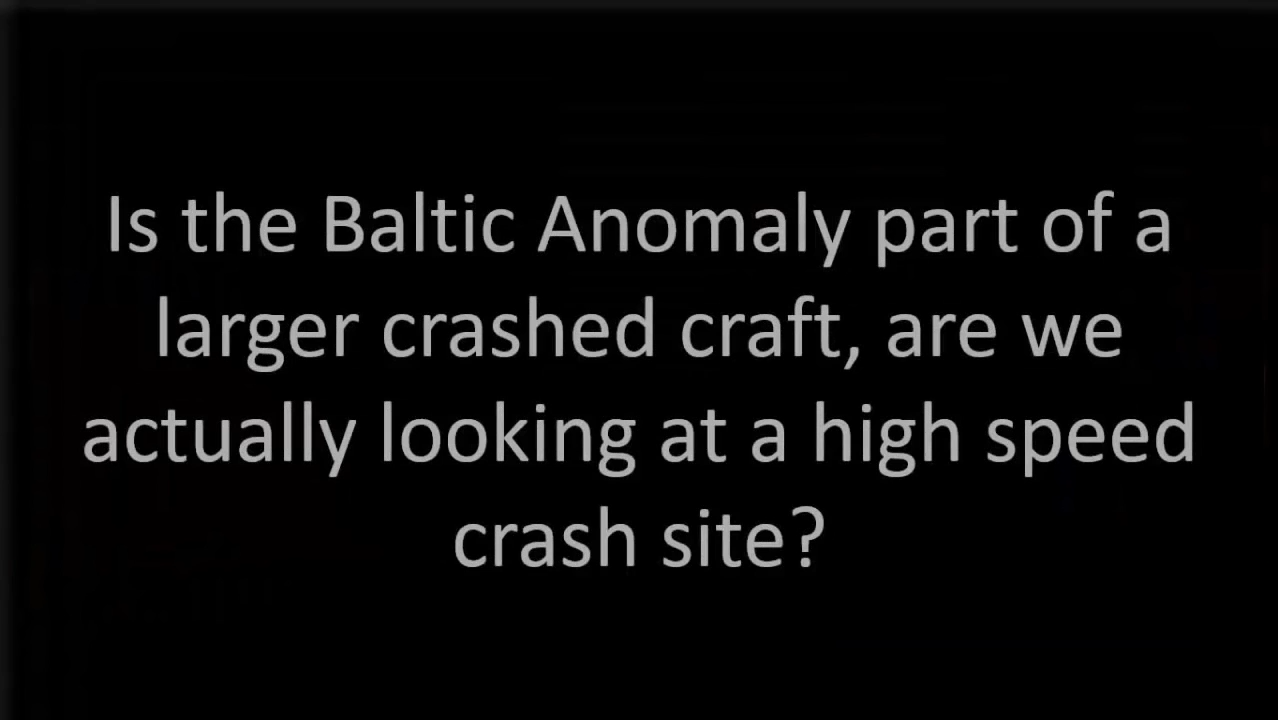 Is the Baltic Anomaly part of a
larger crashed craft, are we
actually looking at a high speed
crash site?